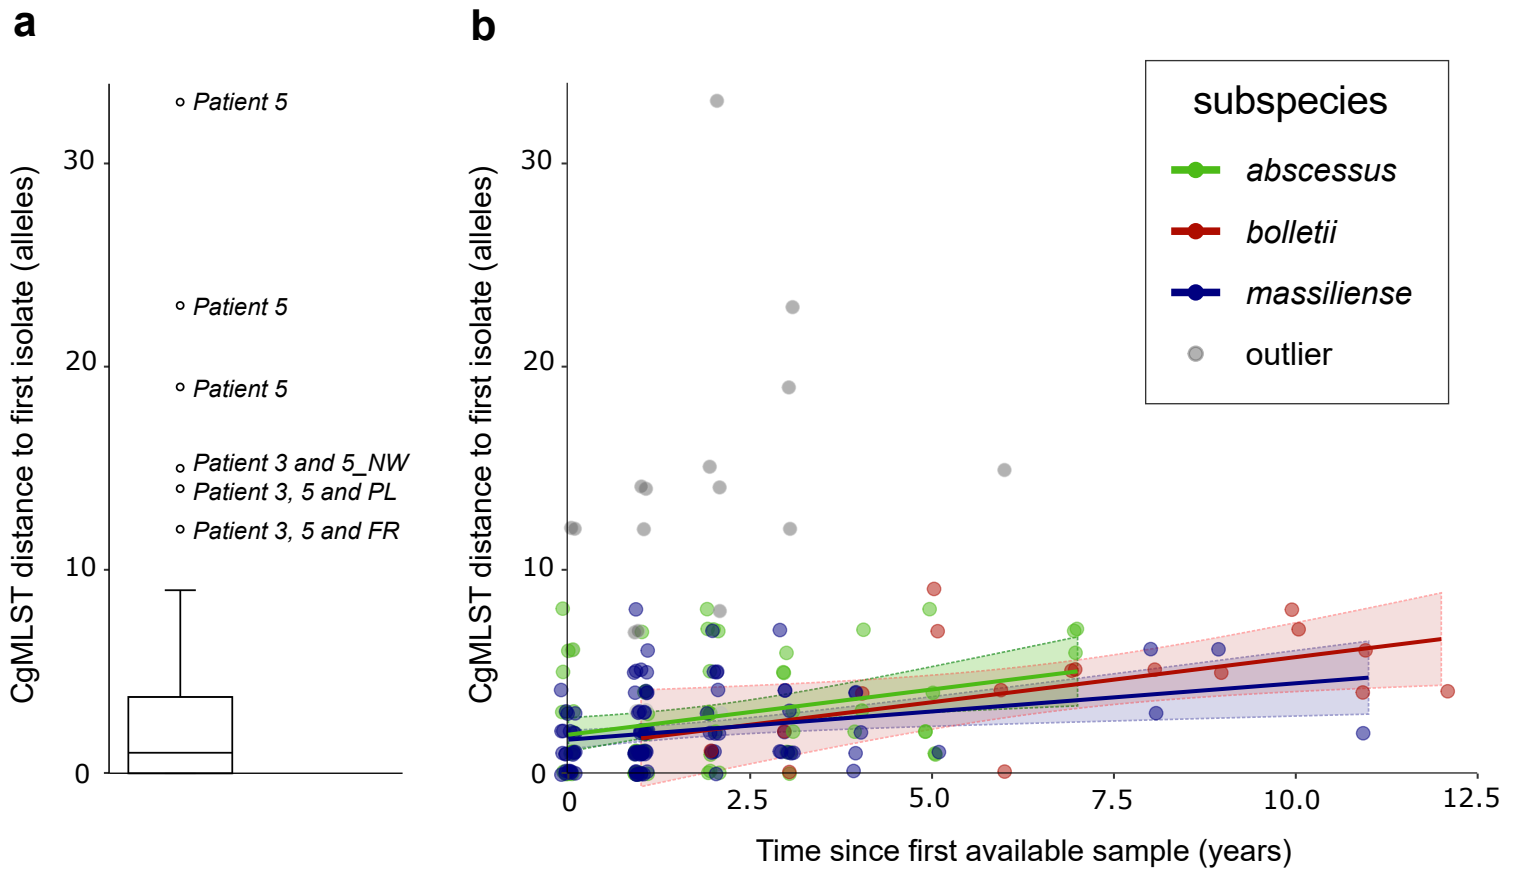 a
CgMLST distance to first isolate (alleles)
30
20
10
0
Patient 5
Patient 5
Patient 5
Patient 3 and 5_NW
Patient 3, 5 and PL
Patient 3, 5 and FR
b
CgMLST distance to first isolate (alleles)
30
20
10
0
0
2.5
5.0
7.5
10.0
12.5
Time since first available sample (years)
subspecies
abscessus
bolletii
massiliense
outlier